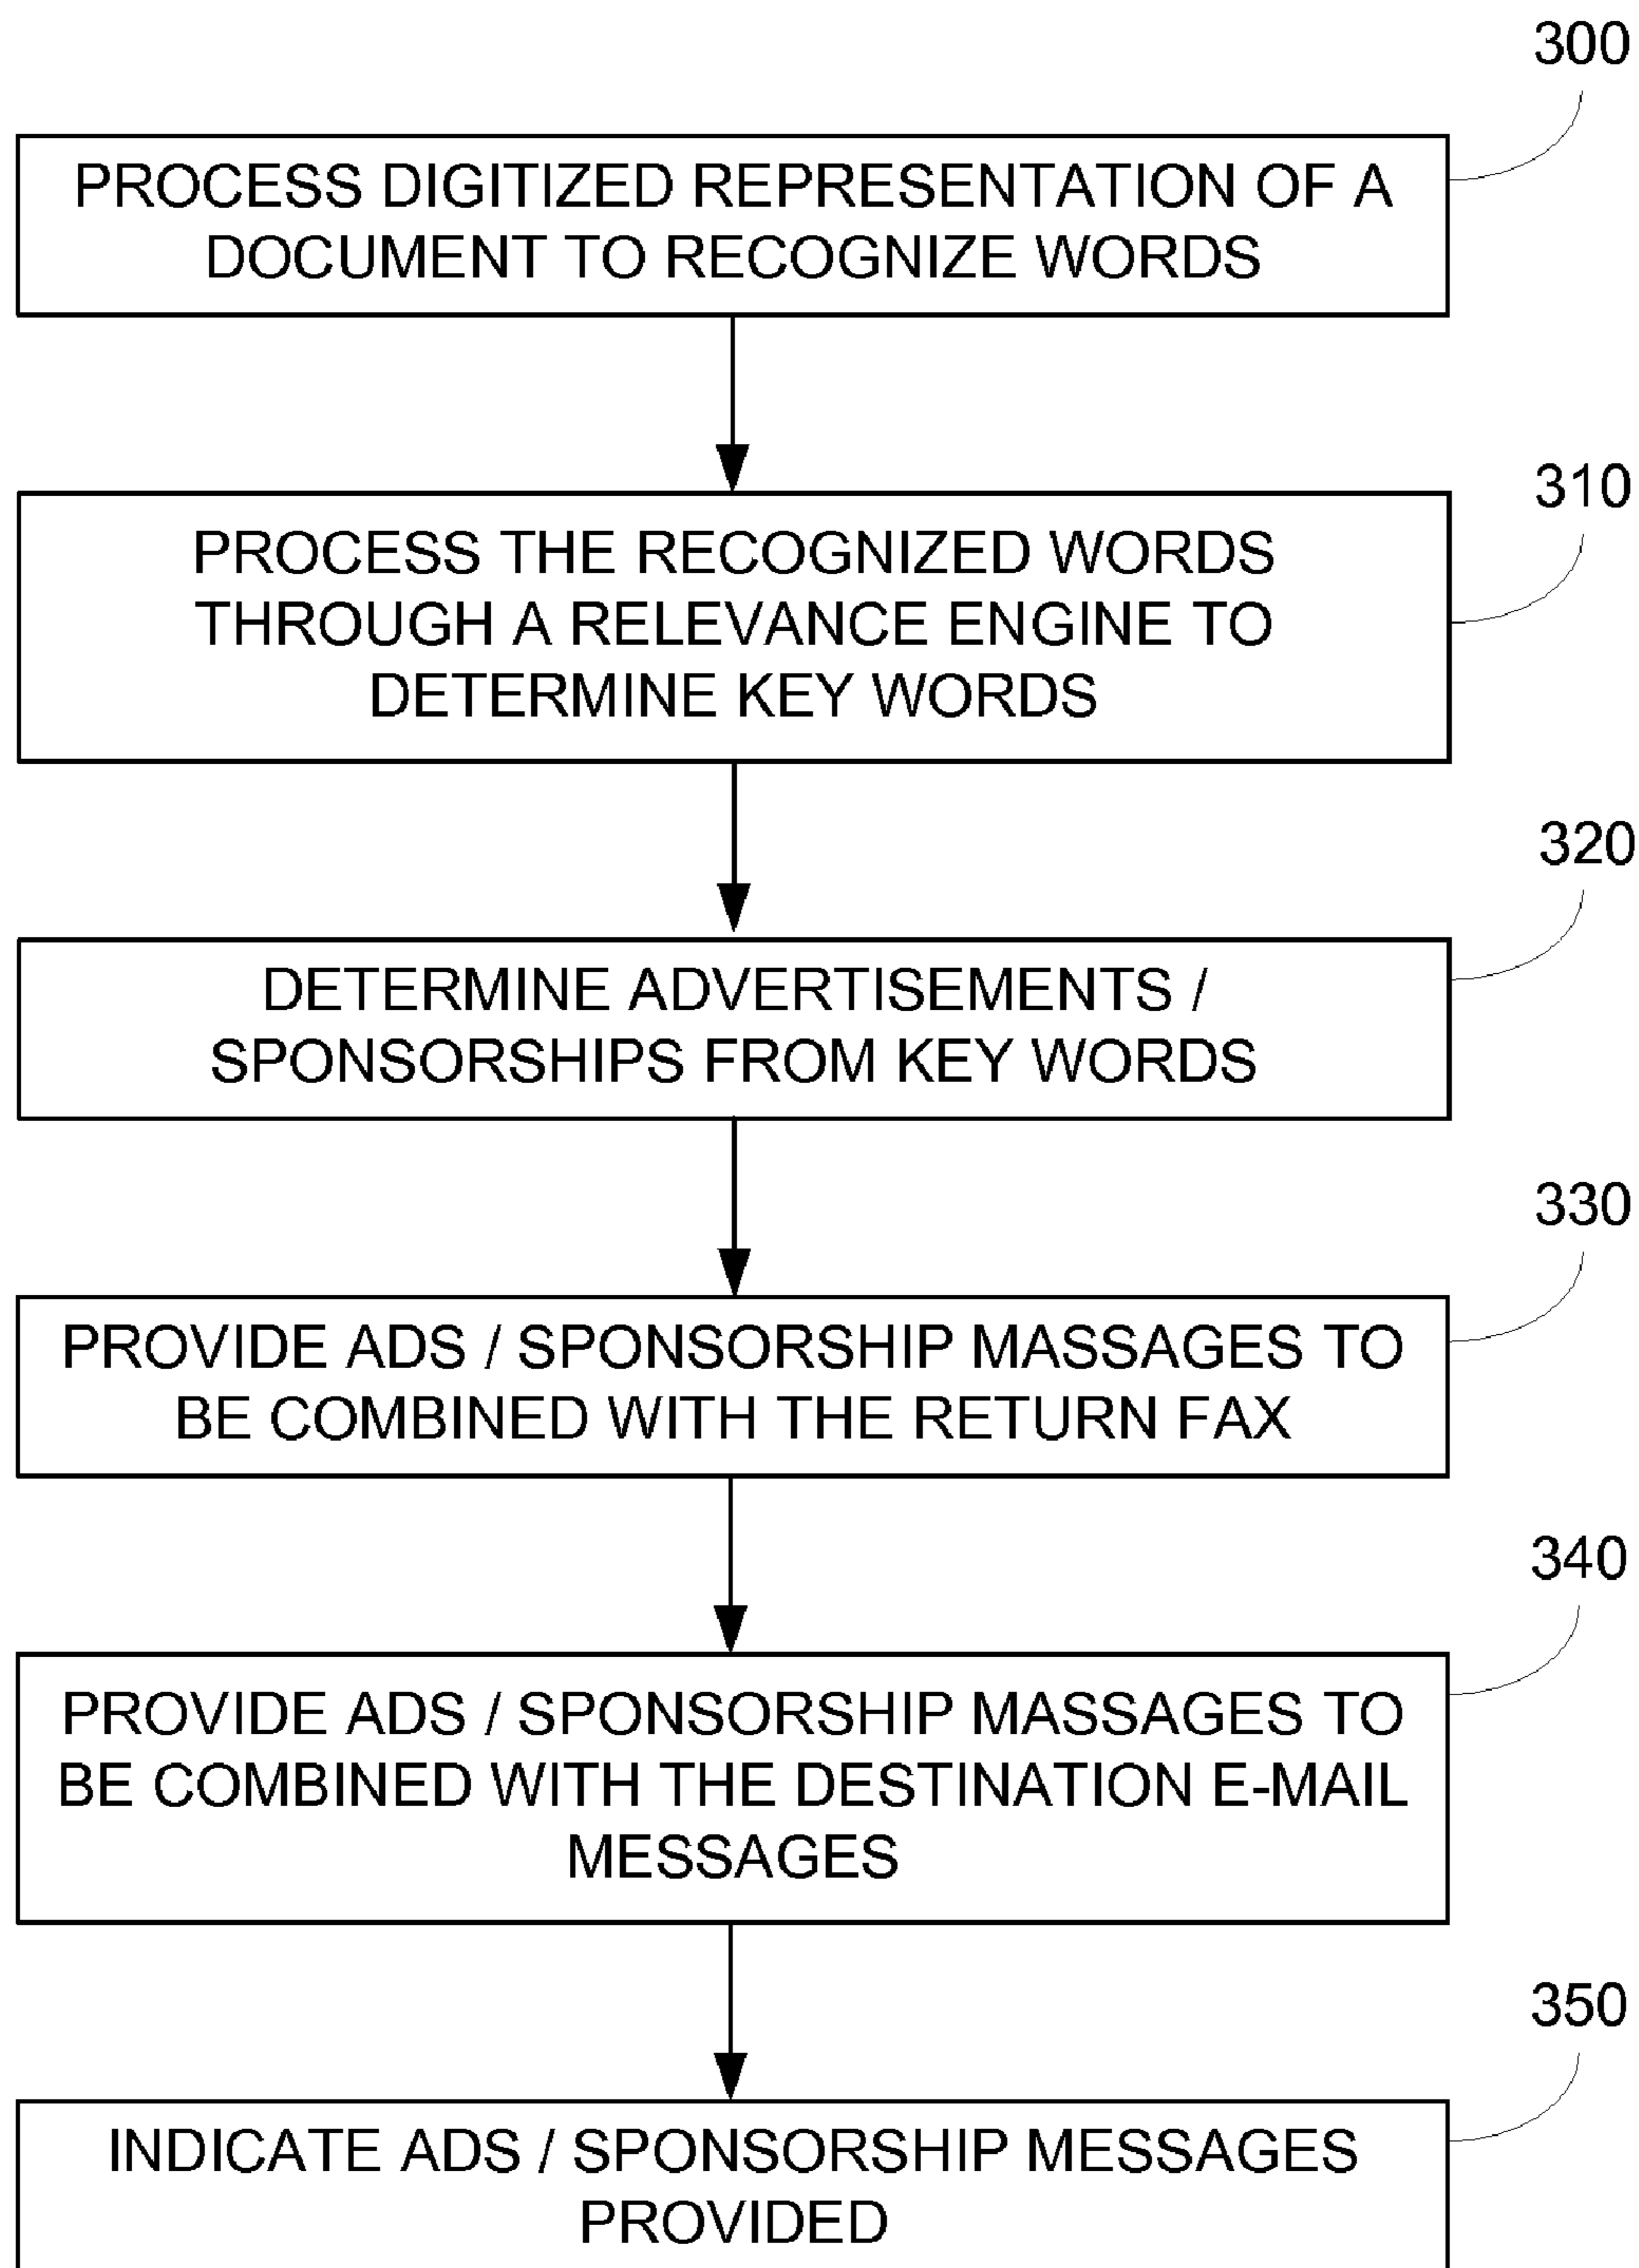 300
PROCESS DIGITIZED REPRESENTATION OF A
DOCUMENT TO RECOGNIZE WORDS
310
PROCESS THE RECOGNIZED WORDS
THROUGH A RELEVANCE ENGINE TO
DETERMINE KEY WORDS
320
DETERMINE ADVERTISEMENTS /
SPONSORSHIPS FROM KEY WORDS
330
PROVIDE ADS / SPONSORSHIP MASSAGES TO
BE COMBINED WITH THE RETURN FAX
340
PROVIDE ADS / SPONSORSHIP MASSAGES TO
BE COMBINED WITH THE DESTINATION E-MAIL
MESSAGES
350
INDICATE ADS / SPONSORSHIP MESSAGES
PROVIDED